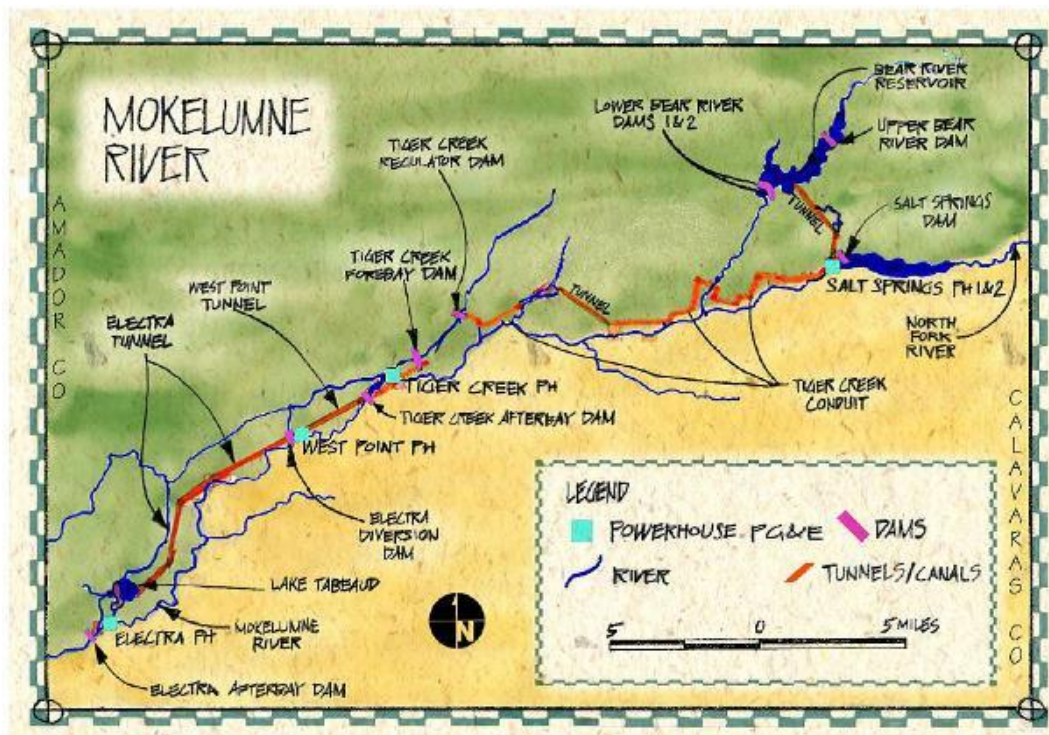 MOKELUMNE
RIVER
BEAR RIVER
RESERVOIR
LOWER BEAR RIVER
DAMS 1&2
UPPER BEAR
RIVER DAM
TIGER CREEK
REGULATOR DAM
TUNNEL
SALT SPRINGS
DAM
AMADOR CO
TIGER CREEK
FOREBAY DAM
WEST POINT
TUNNEL
TUNNEL
SALT SPRINGS PH 1&2
ELECTRA
TUNNEL
NORTH
FORK
RIVER
TIGER CREEK PH
TIGER CREEK
CONDUIT
TIGER CREEK AFTERBAY DAM
CALAVARAS CO
WEST POINT PH
ELECTRA
DIVERSION
DAM
LEGEND
POWERHOUSE PG&E
DAMS
RIVER
TUNNELS/CANALS
5 0 5 MILES
LAKE TABEAUD
N
ELECTRA PH
MOKELUMNE
RIVER
ELECTRA AFTERBAY DAM